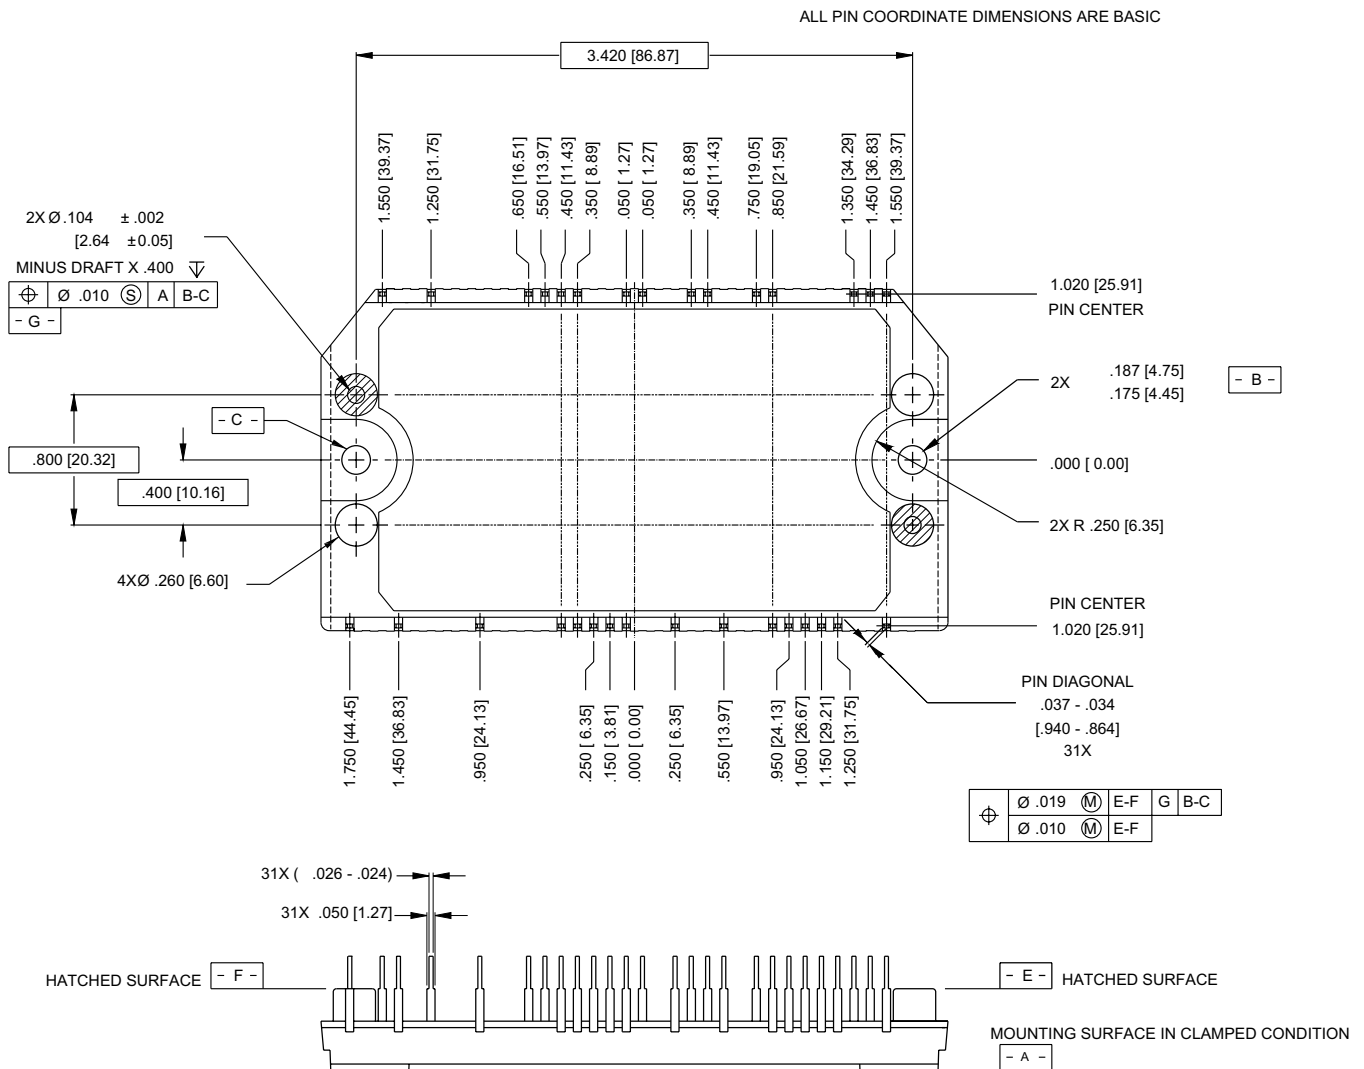 ALL PIN COORDINATE DIMENSIONS ARE BASIC
3.420 [86.87]
1.550 [39.37]
1.250 [31.75]
.650 [16.51]
.550 [13.97]
.450 [11.43]
.350 [ 8.89]
.050 [ 1.27]
.050 [ 1.27]
.350 [ 8.89]
.450 [11.43]
.750 [19.05]
.850 [21.59]
1.350 [34.29]
1.450 [36.83]
1.550 [39.37]
2X Ø .104 ± .002
[2.64 ±0.05]
MINUS DRAFT X .400
Ø .010 Ⓢ A B-C
- G -
1.020 [25.91]
PIN CENTER
2X .187 [4.75]
.175 [4.45]
- B -
- C -
.800 [20.32]
.400 [10.16]
.000 [ 0.00]
2X R .250 [6.35]
4XØ .260 [6.60]
PIN CENTER
1.020 [25.91]
1.750 [44.45]
1.450 [36.83]
.950 [24.13]
.250 [ 6.35]
.150 [ 3.81]
.000 [ 0.00]
.250 [ 6.35]
.550 [13.97]
.950 [24.13]
1.050 [26.67]
1.150 [29.21]
1.250 [31.75]
PIN DIAGONAL
.037 - .034
[.940 - .864]
31X
Ø .019 Ⓜ E-F G B-C
Ø .010 Ⓜ E-F
31X ( .026 - .024)
31X .050 [1.27]
HATCHED SURFACE - F -
- E - HATCHED SURFACE
MOUNTING SURFACE IN CLAMPED CONDITION
- A -